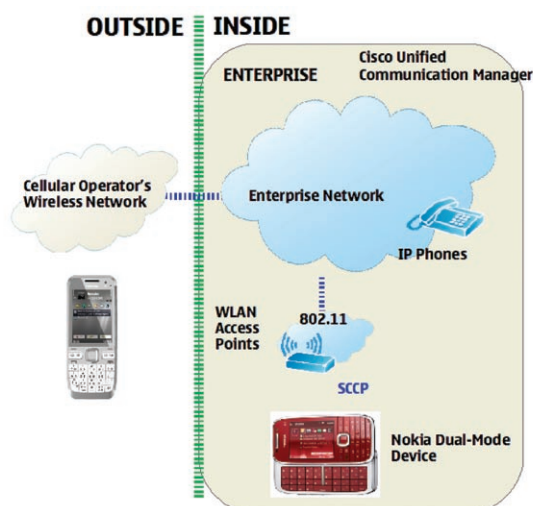 OUTSIDE
INSIDE
ENTERPRISE
Cisco Unified
Communication Manager
Cellular Operator's
Wireless Network
Enterprise Network
IP Phones
WLAN
Access
Points
802.11
SCCP
Nokia Dual-Mode
Device